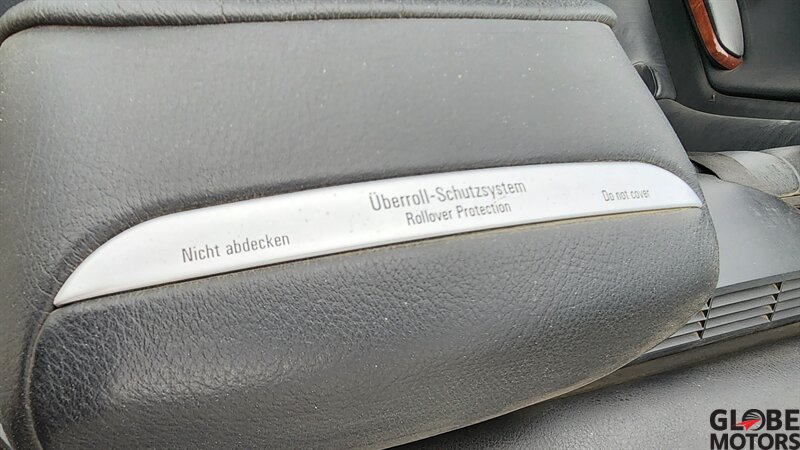 Überroll-Schutzsystem
Rollover Protection
Nicht abdecken
Do not cover
GLOBE
MOTORS